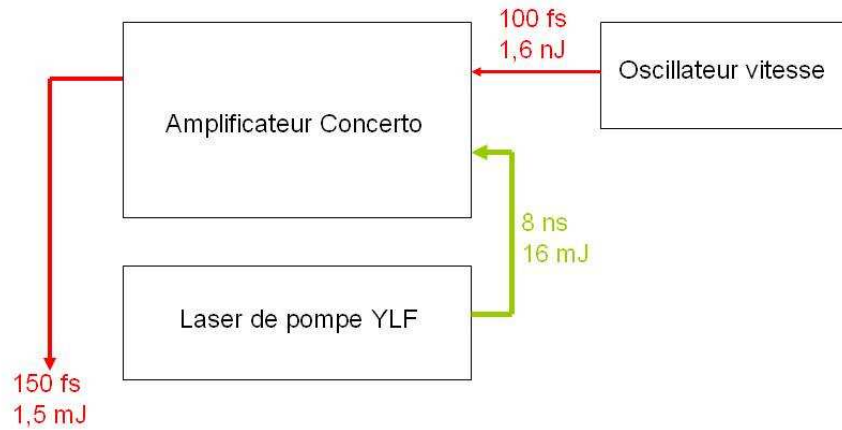 100 fs
1,6 nJ
Oscillateur vitesse
Amplificateur Concerto
8 ns
16 mJ
Laser de pompe YLF
150 fs
1,5 mJ